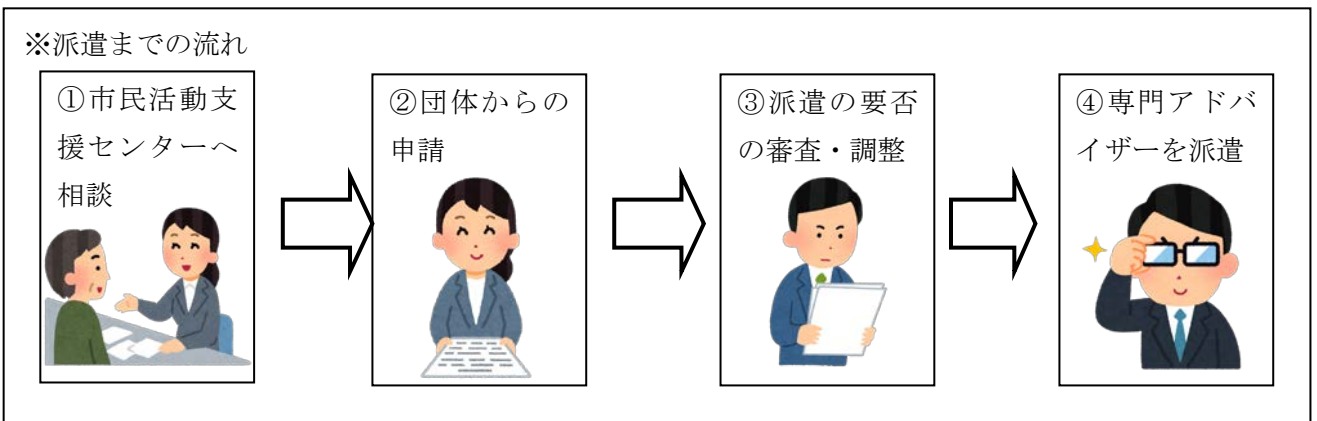 ※派遣までの流れ
①市民活動支
援センターへ
相談
②団体からの
申請
③派遣の要否
の審査・調整
④専門アドバ
イザーを派遣